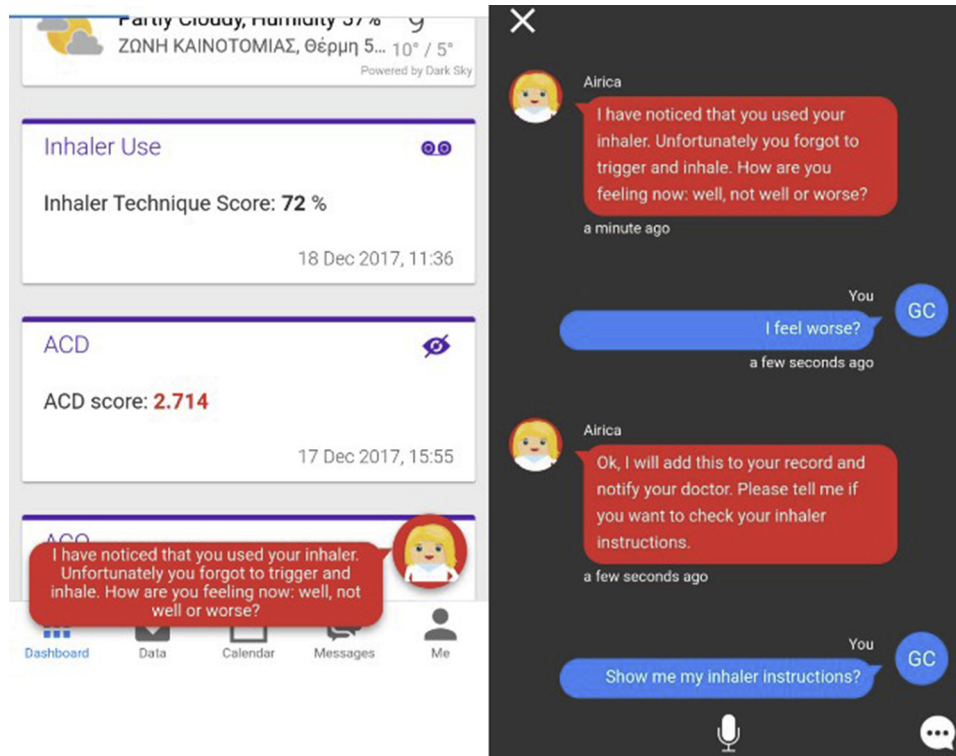 Partly Cloudy, Humidity 57%
9°
ΖΩΝΗ ΚΑΙΝΟΤΟΜΙΑΣ, Θέρμη 5... 10° / 5°
Powered by Dark Sky
Inhaler Use
Inhaler Technique Score: 72 %
18 Dec 2017, 11:36
ACD
ACD score: 2.714
17 Dec 2017, 15:55
I have noticed that you used your inhaler.
Unfortunately you forgot to trigger and
inhale. How are you feeling now: well, not
well or worse?
Dashboard
Data
Calendar
Messages
Me
Airica
I have noticed that you used your
inhaler. Unfortunately you forgot to
trigger and inhale. How are you
feeling now: well, not well or worse?
a minute ago
You
GC
I feel worse?
a few seconds ago
Airica
Ok, I will add this to your record and
notify your doctor. Please tell me if
you want to check your inhaler
instructions.
a few seconds ago
You
GC
Show me my inhaler instructions?